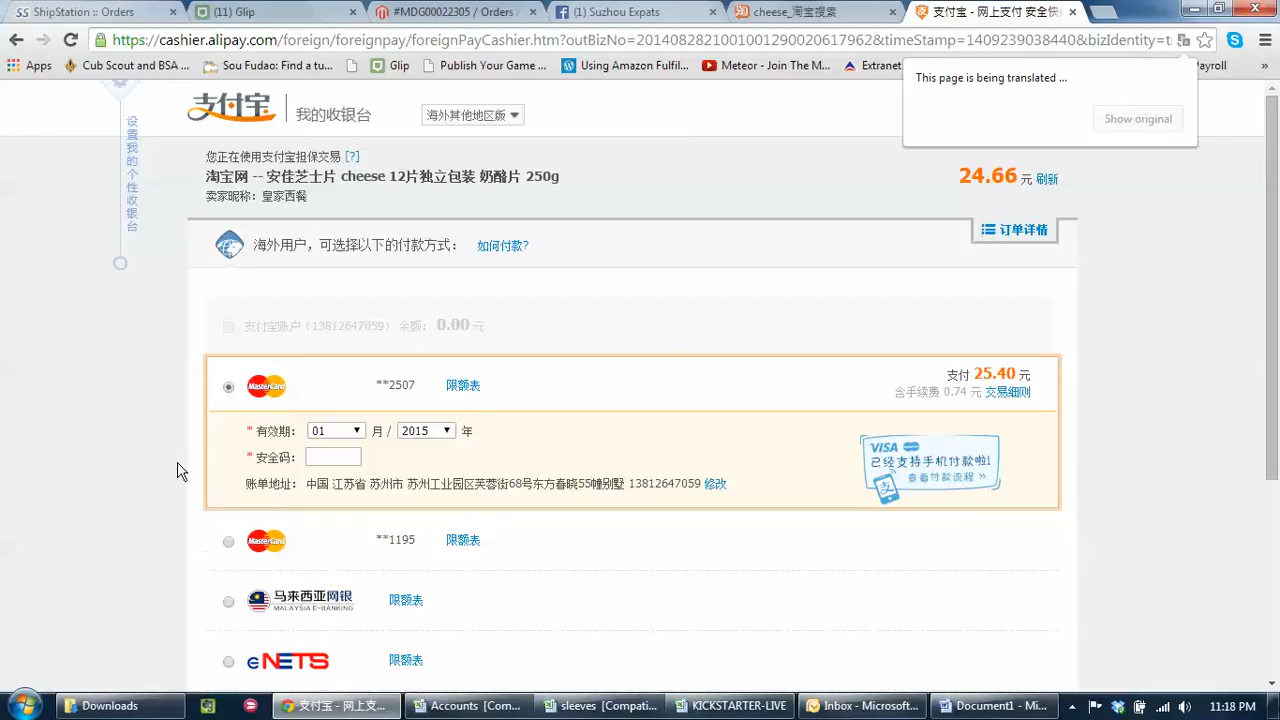 ShipStation :: Orders
(11) Glip
#MDG00022305 / Orders /
(1) Suzhou Expats
cheese_淘宝搜索
支付宝 - 网上支付 安全快
https://cashier.alipay.com/foreign/foreignpay/foreignPayCashier.htm?outBizNo=2014082821001001290020617962&timeStamp=1409239038440&bizIdentity=t
Apps
Cub Scout and BSA ...
Sou Fudao: Find a tu...
Glip
Publish Your Game...
Using Amazon Fulfil...
Meteor - Join The M...
Extranet
Payroll
»
This page is being translated ...
Show original
支付宝
我的收银台
海外其他地区版
设置我的个性收银台
您正在使用支付宝担保交易 [?]
淘宝网 -- 安佳芝士片 cheese 12片独立包装 奶酪片 250g
卖家昵称：皇家西餐
24.66 元 刷新
海外用户，可选择以下的付款方式： 如何付款?
订单详情
支付宝账户（13812647059）余额： 0.00 元
MasterCard **2507 限额表
支付 25.40 元
含手续费 0.74 元 交易细则
* 有效期: 01 月 / 2015 年
* 安全码:
账单地址: 中国 江苏省 苏州市 苏州工业园区芙蓉街68号东方春晓55幢别墅 13812647059 修改
VISA
已经支持手机付款啦!
查看付款流程 »
支
MasterCard **1195 限额表
马来西亚网银 限额表
MALAYSIA E-BANKING
eNETS 限额表
Downloads
支付宝 - 网上支...
Accounts [Com...
sleeves [Compati...
KICKSTARTER-LIVE
Inbox - Microsoft...
Document1 - Mi...
11:18 PM